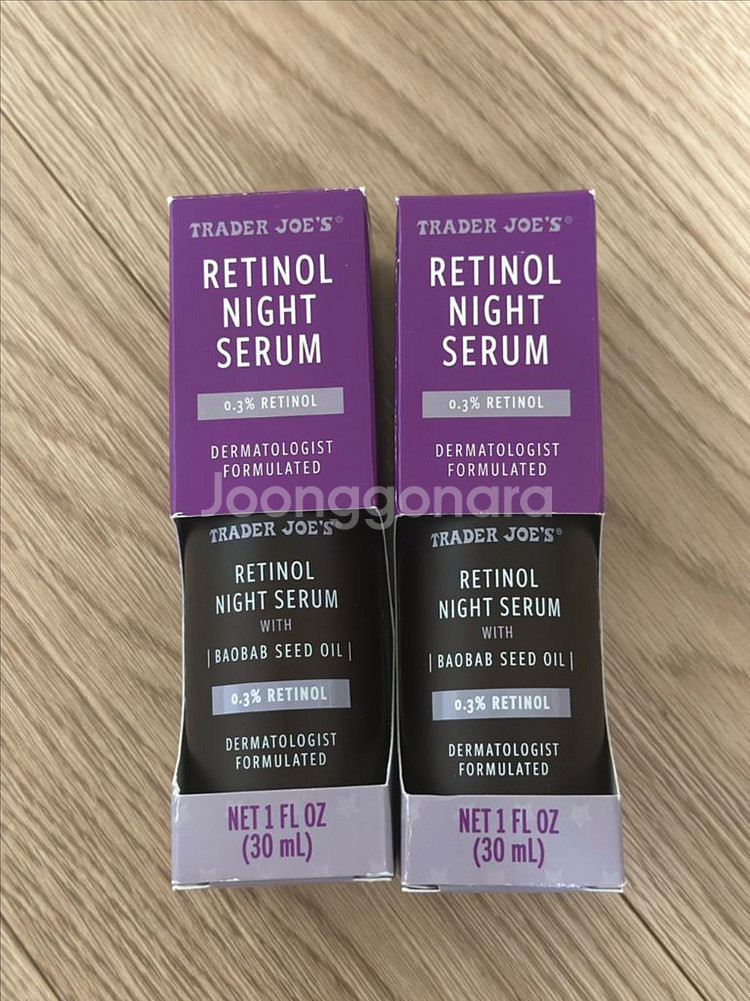 TRADER JOE'S®
RETINOL
NIGHT
SERUM
0.3% RETINOL
DERMATOLOGIST
FORMULATED
TRADER JOE'S
RETINOL
NIGHT SERUM
WITH
| BAOBAB SEED OIL |
0.3% RETINOL
DERMATOLOGIST
FORMULATED
NET 1 FL OZ
(30 mL)
TRADER JOE'S®
RETINOL
NIGHT
SERUM
0.3% RETINOL
DERMATOLOGIST
FORMULATED
TRADER JOE'S®
RETINOL
NIGHT SERUM
WITH
| BAOBAB SEED OIL |
0.3% RETINOL
DERMATOLOGIST
FORMULATED
NET 1 FL OZ
(30 mL)
Joonggonara